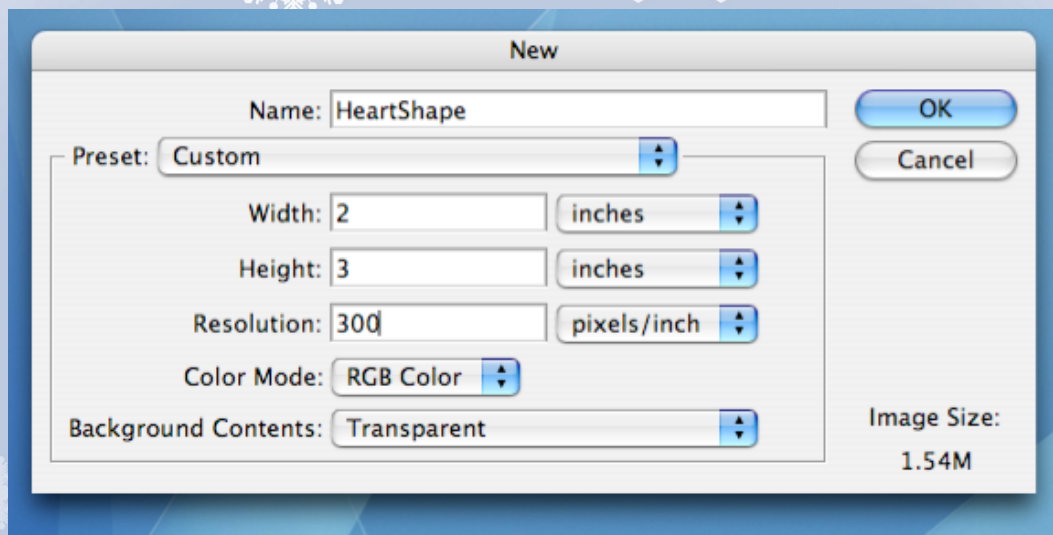 New
Name: HeartShape
OK
Preset: Custom
Cancel
Width: 2 inches
Height: 3 inches
Resolution: 300 pixels/inch
Color Mode: RGB Color
Background Contents: Transparent
Image Size:
1.54M